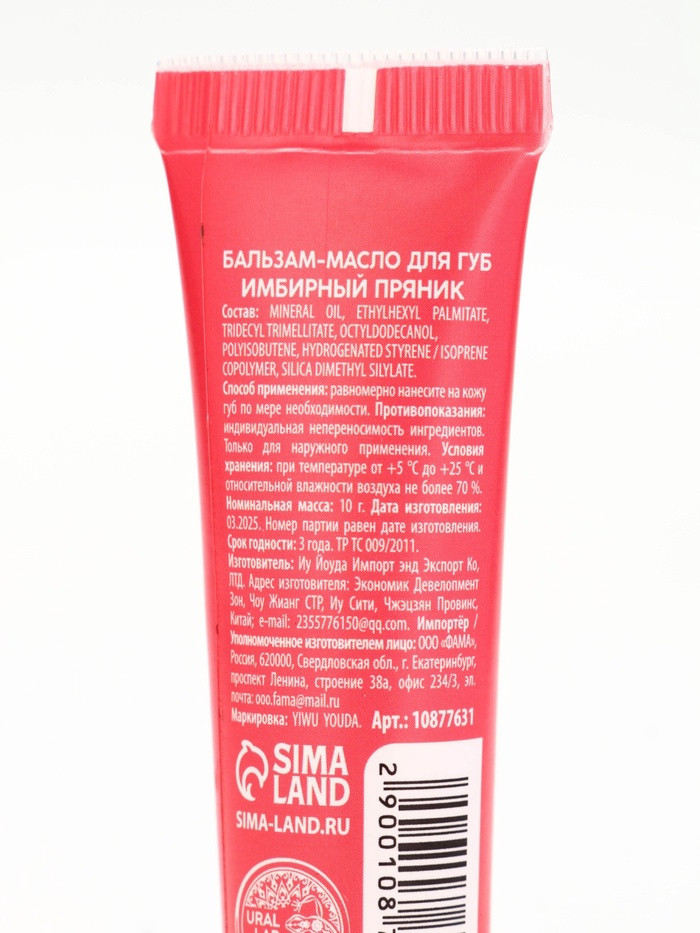 БАЛЬЗАМ-МАСЛО ДЛЯ ГУБ
ИМБИРНЫЙ ПРЯНИК
Состав: MINERAL OIL, ETHYLHEXYL PALMITATE,
TRIDECYL TRIMELLITATE, OCTYLDODECANOL,
POLYISOBUTENE, HYDROGENATED STYRENE / ISOPRENE
COPOLYMER, SILICA DIMETHYL SILYLATE.
Способ применения: равномерно нанесите на кожу
губ по мере необходимости. Противопоказания:
индивидуальная непереносимость ингредиентов.
Только для наружного применения. Условия
хранения: при температуре от +5 °С до +25 °С и
относительной влажности воздуха не более 70 %.
Номинальная масса: 10 г. Дата изготовления:
03.2025. Номер партии равен дате изготовления.
Срок годности: 3 года. ТР ТС 009/2011.
Изготовитель: Иу Йоуда Импорт энд Экспорт Ко,
ЛТД. Адрес изготовителя: Экономик Девелопмент
Зон, Чоу Жианг СТР, Иу Сити, Чжэцзян Провинс,
Китай; e-mail: 2355776150@qq.com. Импортёр /
Уполномоченное изготовителем лицо: ООО «ФАМА»,
Россия, 620000, Свердловская обл., г. Екатеринбург,
проспект Ленина, строение 38а, офис 234/3, эл.
почта: ooo.fama@mail.ru
Маркировка: YIWU YOUDA. Арт.: 10877631
SIMA
LAND
SIMA-LAND.RU
2 900108
URAL